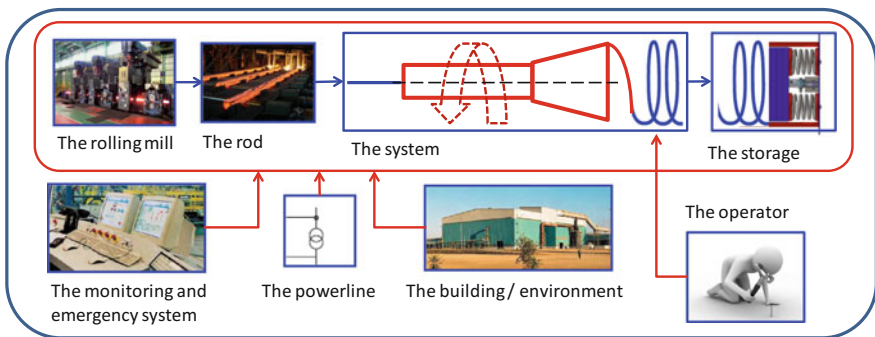 The rolling mill
The rod
The system
The storage
The operator
The monitoring and
emergency system
The powerline
The building / environment